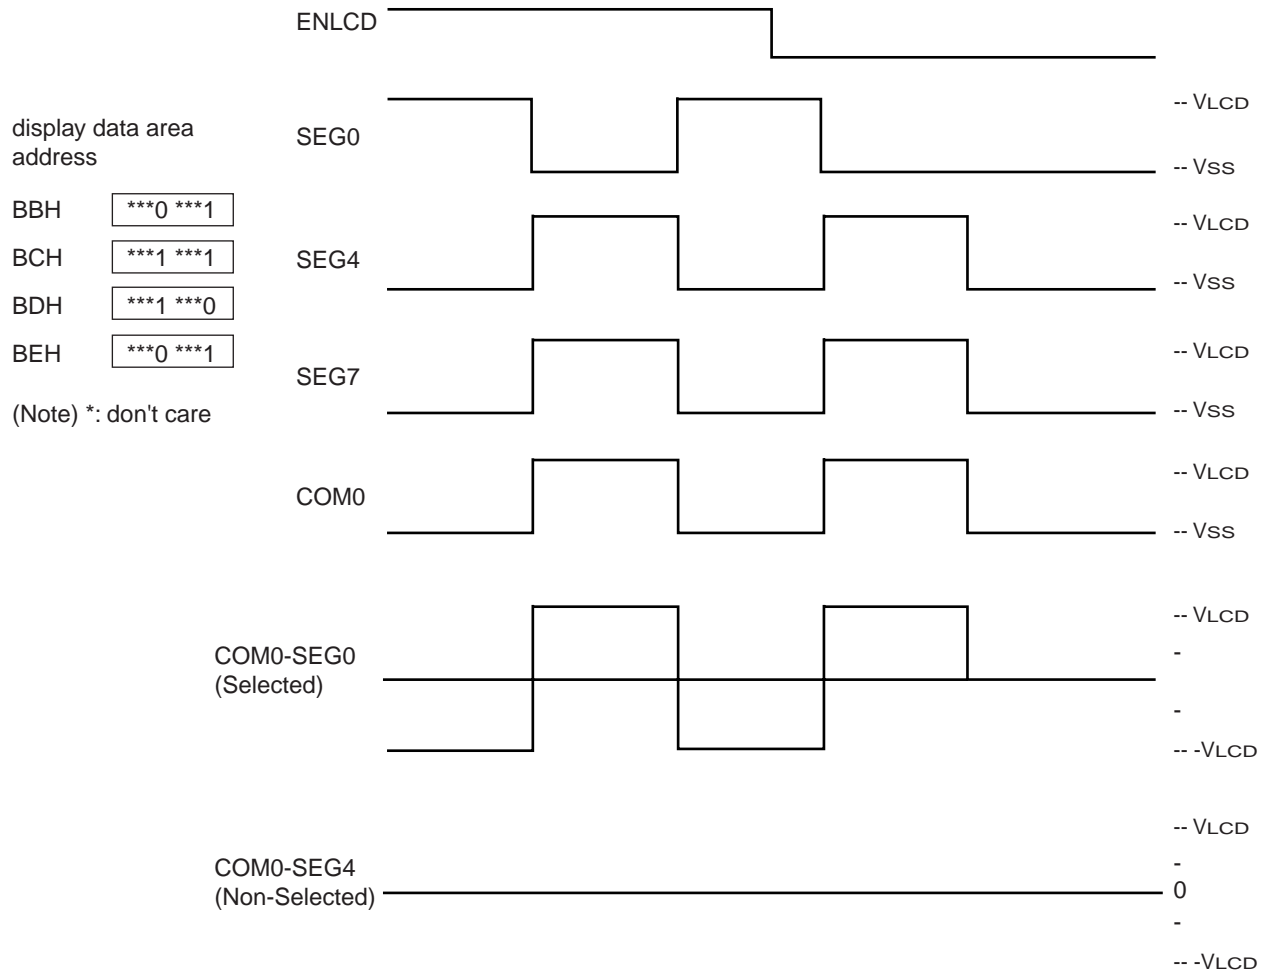 ENLCD
-- VLCD
SEG0
-- VSS
display data area
address
BBH ***0 ***1
BCH ***1 ***1
BDH ***1 ***0
BEH ***0 ***1
(Note) *: don't care
-- VLCD
SEG4
-- VSS
-- VLCD
SEG7
-- VSS
-- VLCD
COM0
-- VSS
-- VLCD
-
COM0-SEG0
(Selected)
-
-- -VLCD
-- VLCD
-
COM0-SEG4
(Non-Selected)
0
-
-- -VLCD